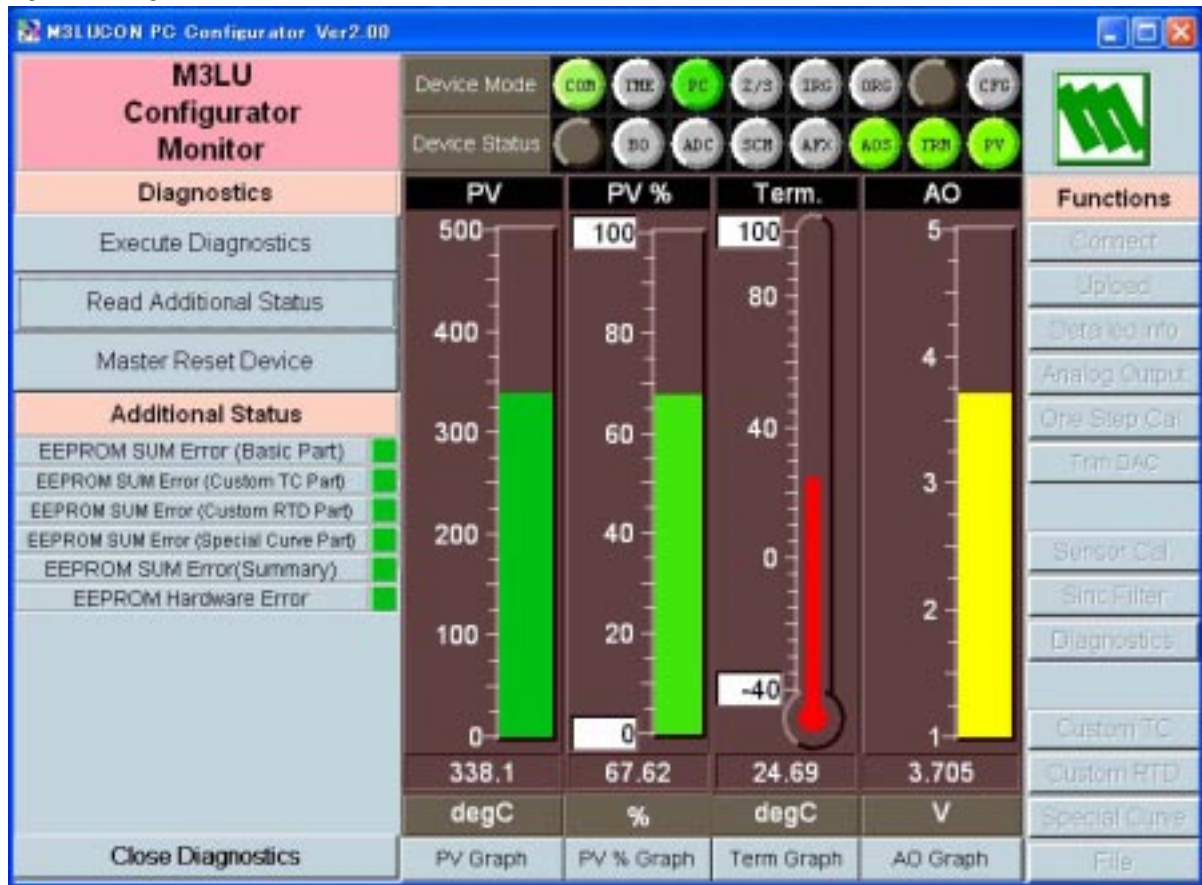 M3LUCON PC Configurator Ver2.00
M3LU
Configurator
Monitor
Device Mode
COM TMK PC Z/S IRG ORG CFG
Device Status
BO ADC SCM AFX AOS TRM PV
Diagnostics
Execute Diagnostics
Read Additional Status
Master Reset Device
Additional Status
EEPROM SUM Error (Basic Part)
EEPROM SUM Error (Custom TC Part)
EEPROM SUM Error (Custom RTD Part)
EEPROM SUM Error (Special Curve Part)
EEPROM SUM Error(Summary)
EEPROM Hardware Error
Close Diagnostics
PV
500
400
300
200
100
0
338.1
degC
PV Graph
PV %
100
80
60
40
20
0
67.62
%
PV % Graph
Term.
100
80
40
0
-40
24.69
degC
Term Graph
AO
5
4
3
2
1
3.705
V
AO Graph
Functions
Connect
Upload
Detailed Info
Analog Output
One Step Cal
Trim DAC
Sensor Cal.
Sinc Filter
Diagnostics
Custom TC
Custom RTD
Special Curve
File